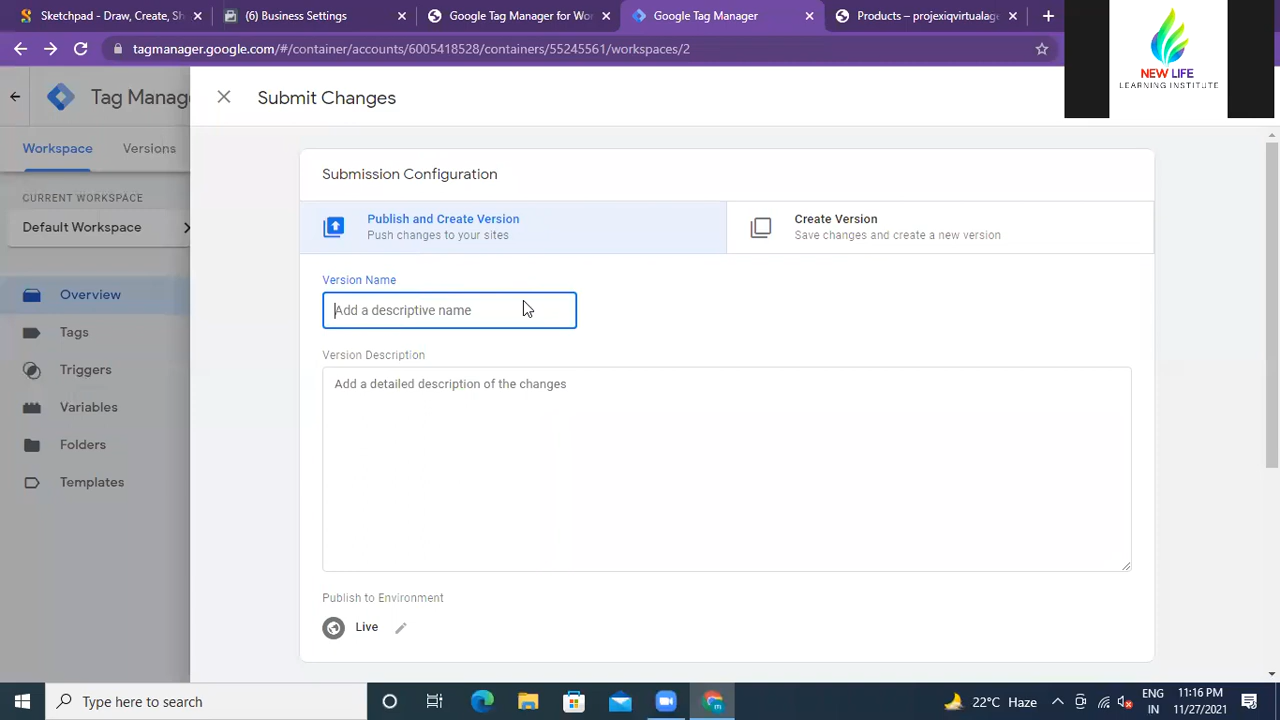 Sketchpad - Draw, Create, Sh
(6) Business Settings
Google Tag Manager for Wo
Google Tag Manager
Products – projexiqvirtualage
tagmanager.google.com/#/container/accounts/6005418528/containers/55245561/workspaces/2
NEW LIFE
LEARNING INSTITUTE
Tag Manag
Submit Changes
Workspace
Versions
CURRENT WORKSPACE
Default Workspace
Overview
Tags
Triggers
Variables
Folders
Templates
Submission Configuration
Publish and Create Version
Push changes to your sites
Create Version
Save changes and create a new version
Version Name
Add a descriptive name
Version Description
Add a detailed description of the changes
Publish to Environment
Live
Type here to search
22°C Haze
ENG
IN
11:16 PM
11/27/2021